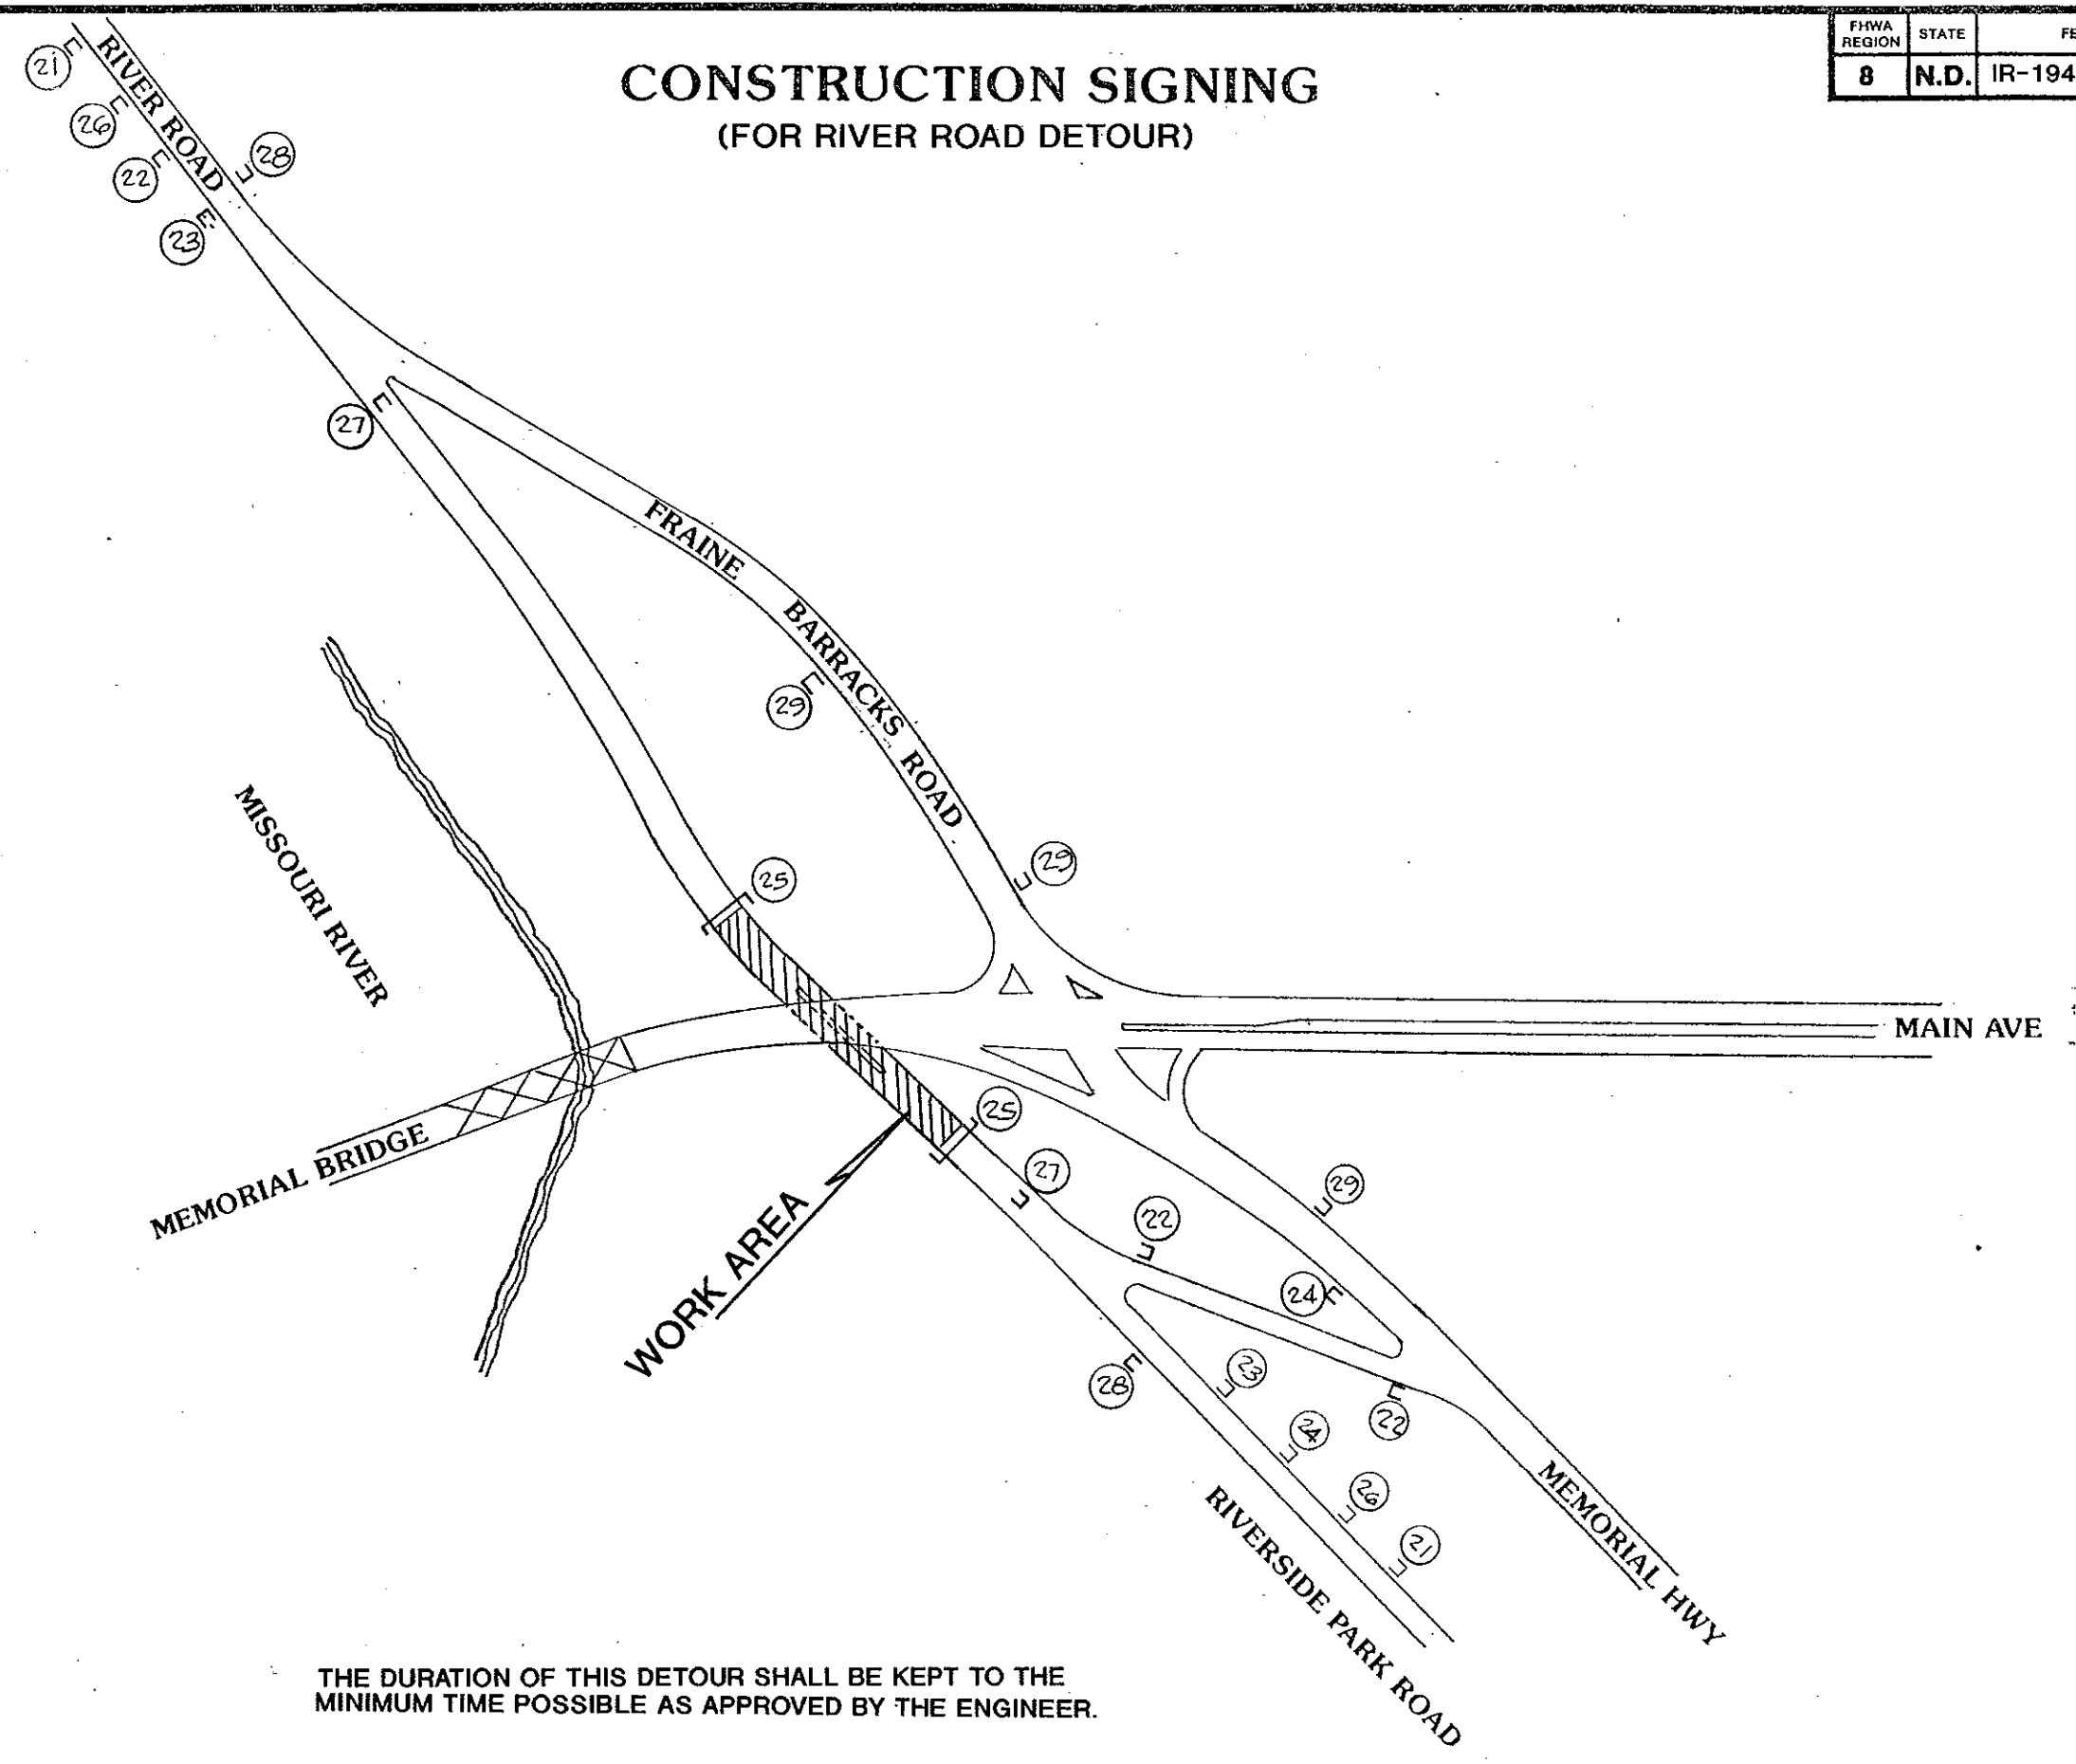 FHWA REGION
STATE
8
N.D.
IR-194
CONSTRUCTION SIGNING
(FOR RIVER ROAD DETOUR)
21
RIVER ROAD
26
28
22
23
27
FRAINE BARRACKS ROAD
29
MISSOURI RIVER
29
25
MAIN AVE
MEMORIAL BRIDGE
25
27
WORK AREA
22
29
24
28
23
22
24
26
21
MEMORIAL HWY
RIVERSIDE PARK ROAD
THE DURATION OF THIS DETOUR SHALL BE KEPT TO THE
MINIMUM TIME POSSIBLE AS APPROVED BY THE ENGINEER.